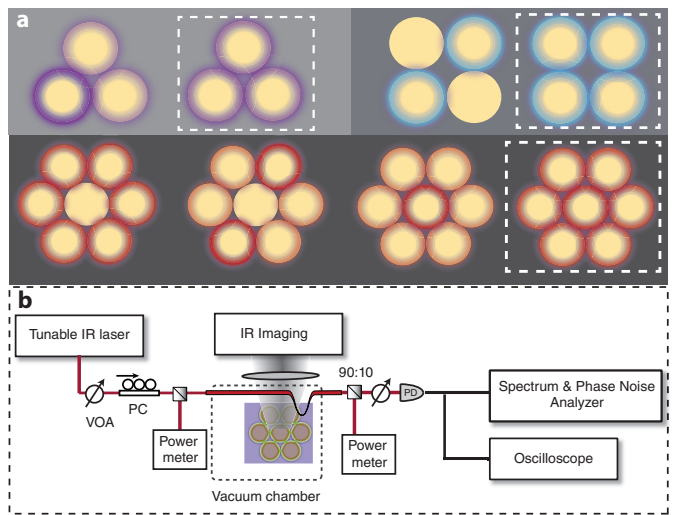 a
b
Tunable IR laser
IR Imaging
VOA
PC
Power
meter
90:10
PD
Power
meter
Spectrum & Phase Noise
Analyzer
Oscilloscope
Vacuum chamber